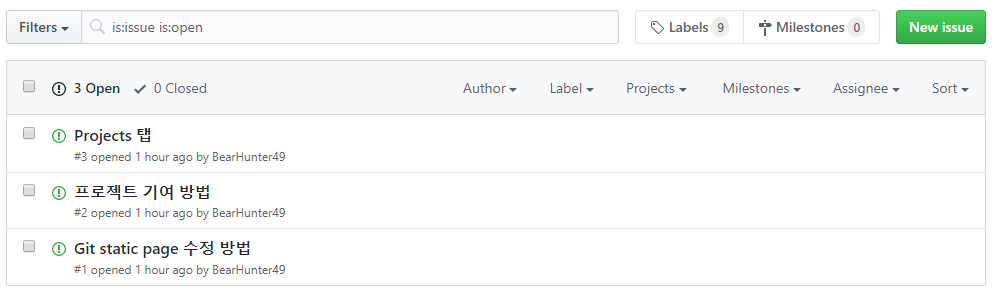 Filters is:issue is:open Labels 9 Milestones 0 New issue
3 Open 0 Closed Author Label Projects Milestones Assignee Sort
Projects 탭
#3 opened 1 hour ago by BearHunter49
프로젝트 기여 방법
#2 opened 1 hour ago by BearHunter49
Git static page 수정 방법
#1 opened 1 hour ago by BearHunter49